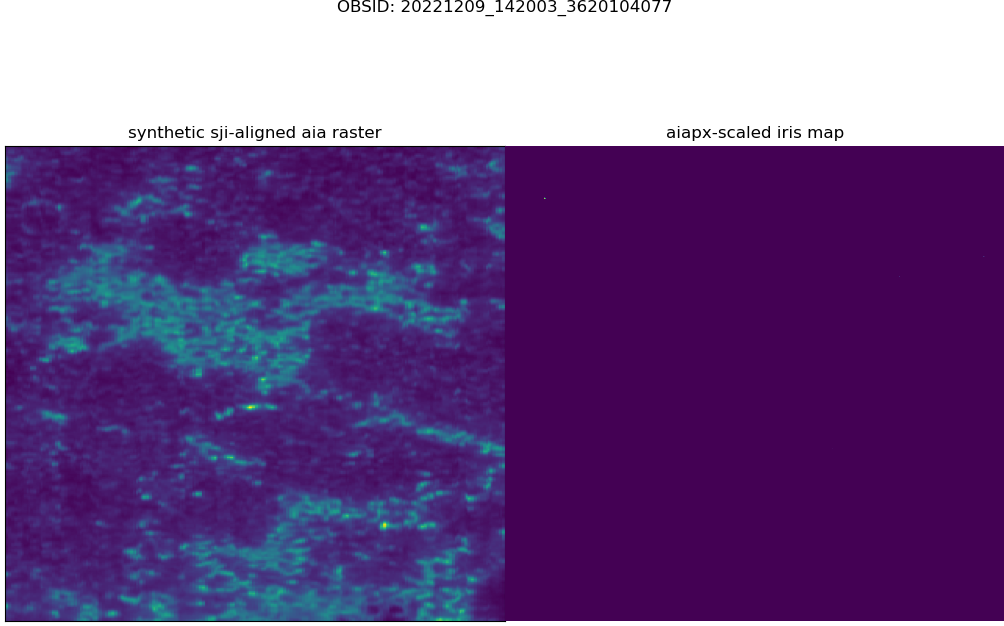 OBSID: 20221209_142003_3620104077
synthetic sji-aligned aia raster
aiapx-scaled iris map